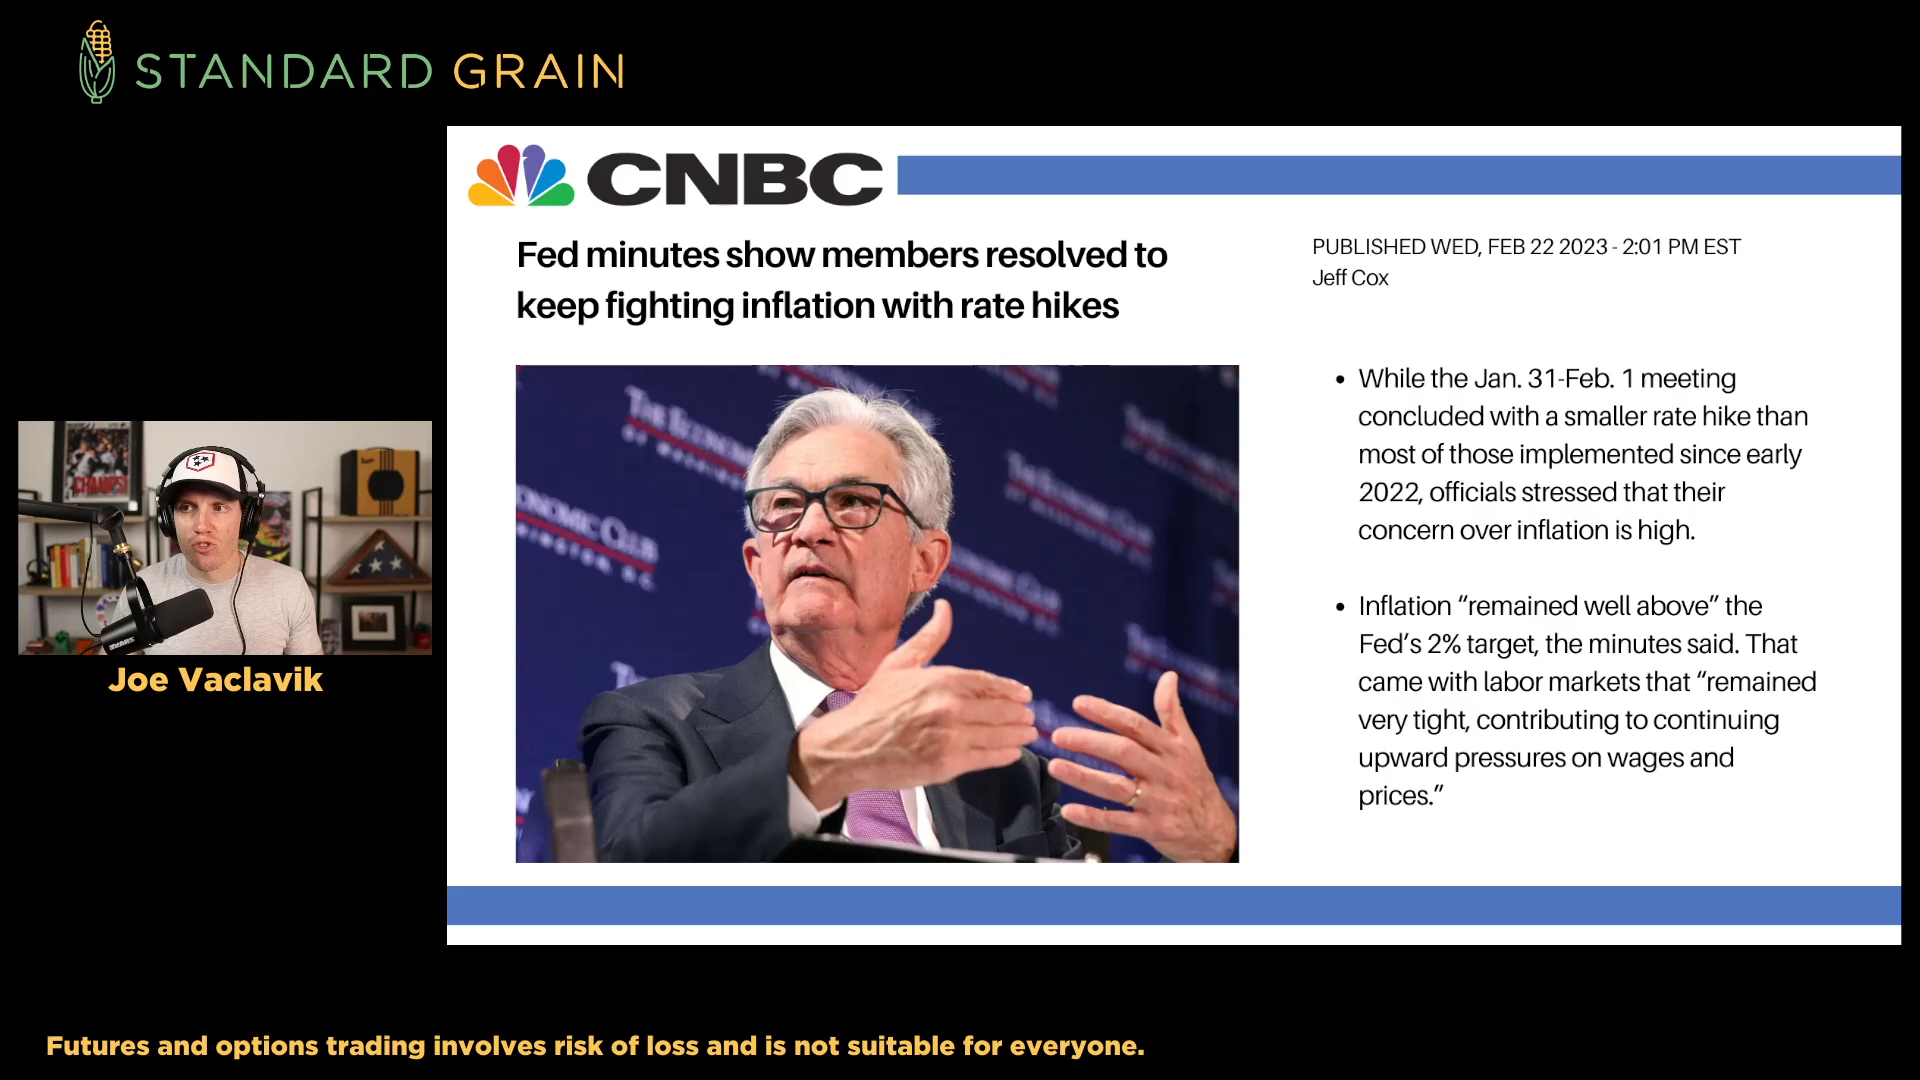 STANDARD GRAIN
CNBC
Fed minutes show members resolved to
keep fighting inflation with rate hikes
PUBLISHED WED, FEB 22 2023 - 2:01 PM EST
Jeff Cox
• While the Jan. 31-Feb. 1 meeting
concluded with a smaller rate hike than
most of those implemented since early
2022, officials stressed that their
concern over inflation is high.
• Inflation “remained well above” the
Fed’s 2% target, the minutes said. That
came with labor markets that “remained
very tight, contributing to continuing
upward pressures on wages and
prices.”
CHAMPS!
SHURE
Joe Vaclavik
Futures and options trading involves risk of loss and is not suitable for everyone.